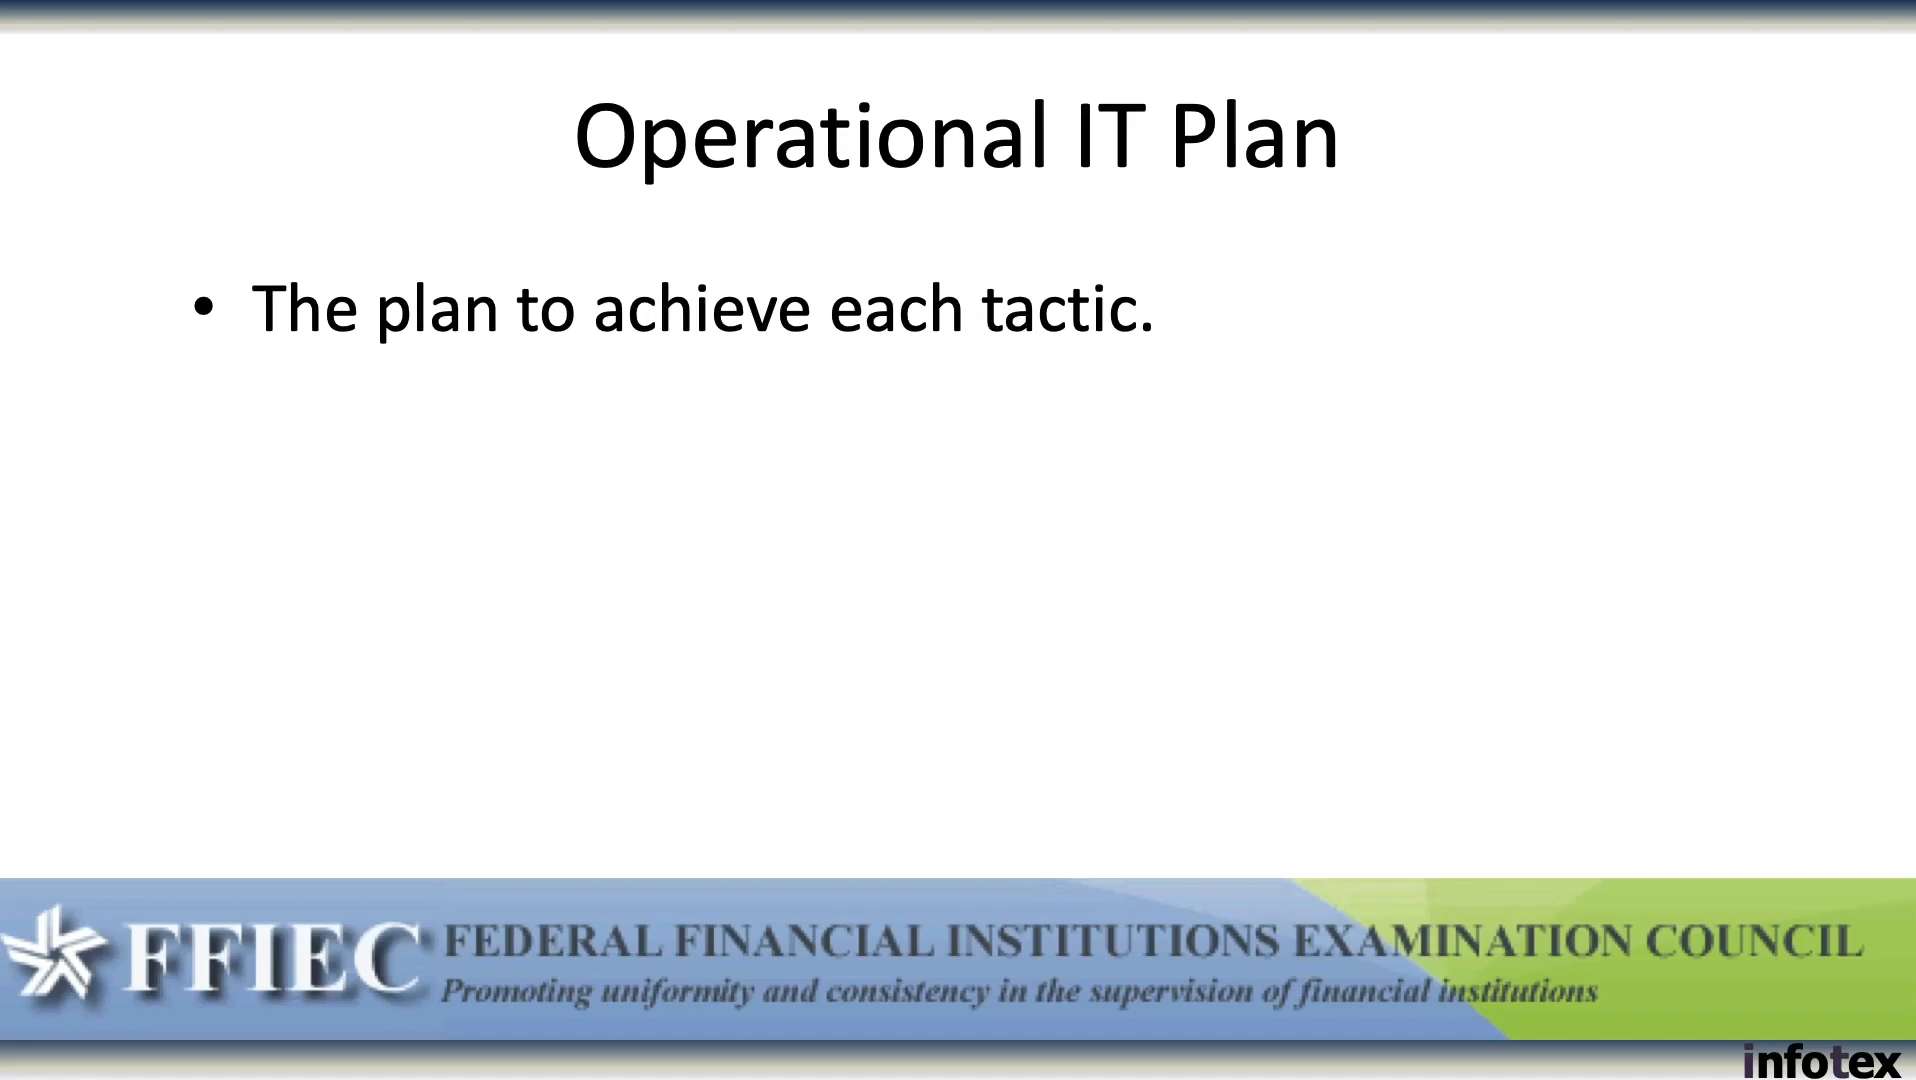 Operational IT Plan
• The plan to achieve each tactic.
FFIEC
FEDERAL FINANCIAL INSTITUTIONS EXAMINATION COUNCIL
Promoting uniformity and consistency in the supervision of financial institutions
infotex